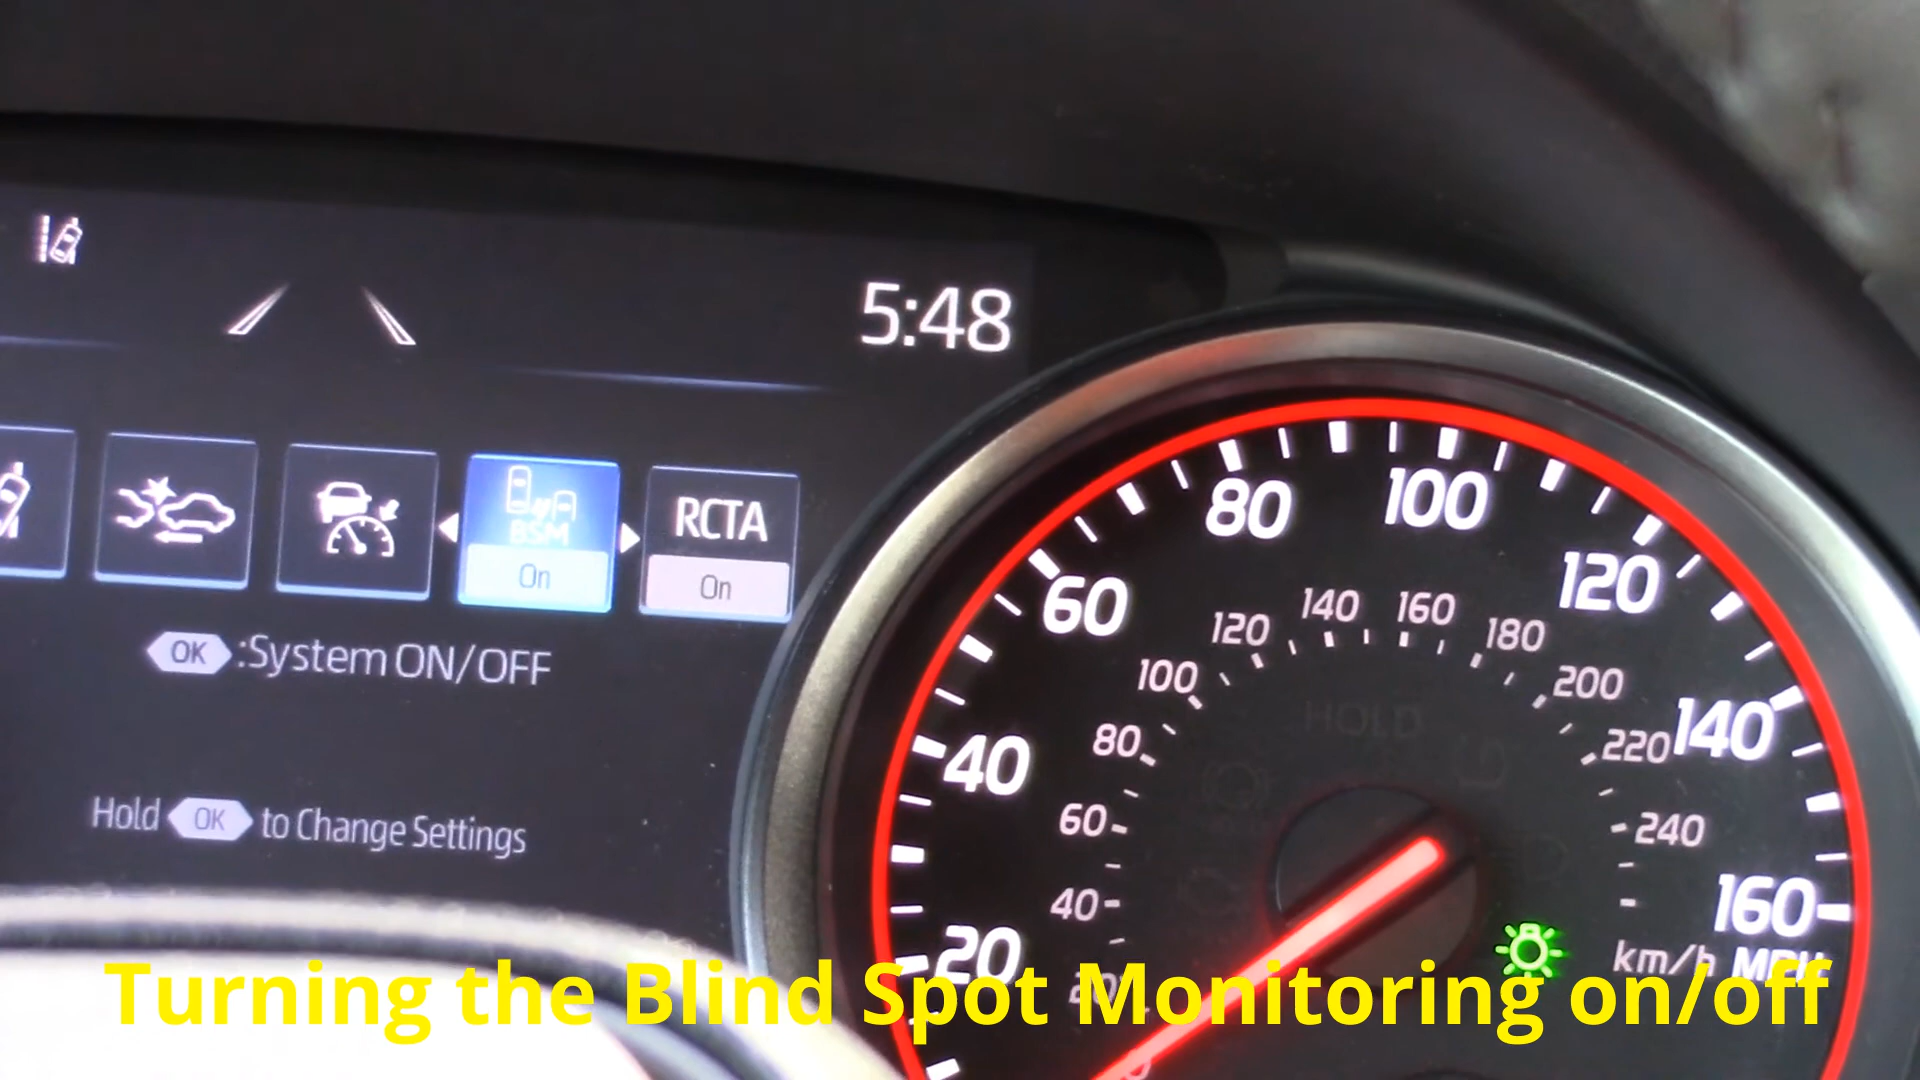 5:48
BSM
On
RCTA
On
OK :System ON/OFF
Hold OK to Change Settings
20
40
60
80
100
120
140
160
20
40
60
80
100
120
140
160
180
200
220
240
HOLD
km/h MPH
Turning the Blind Spot Monitoring on/off